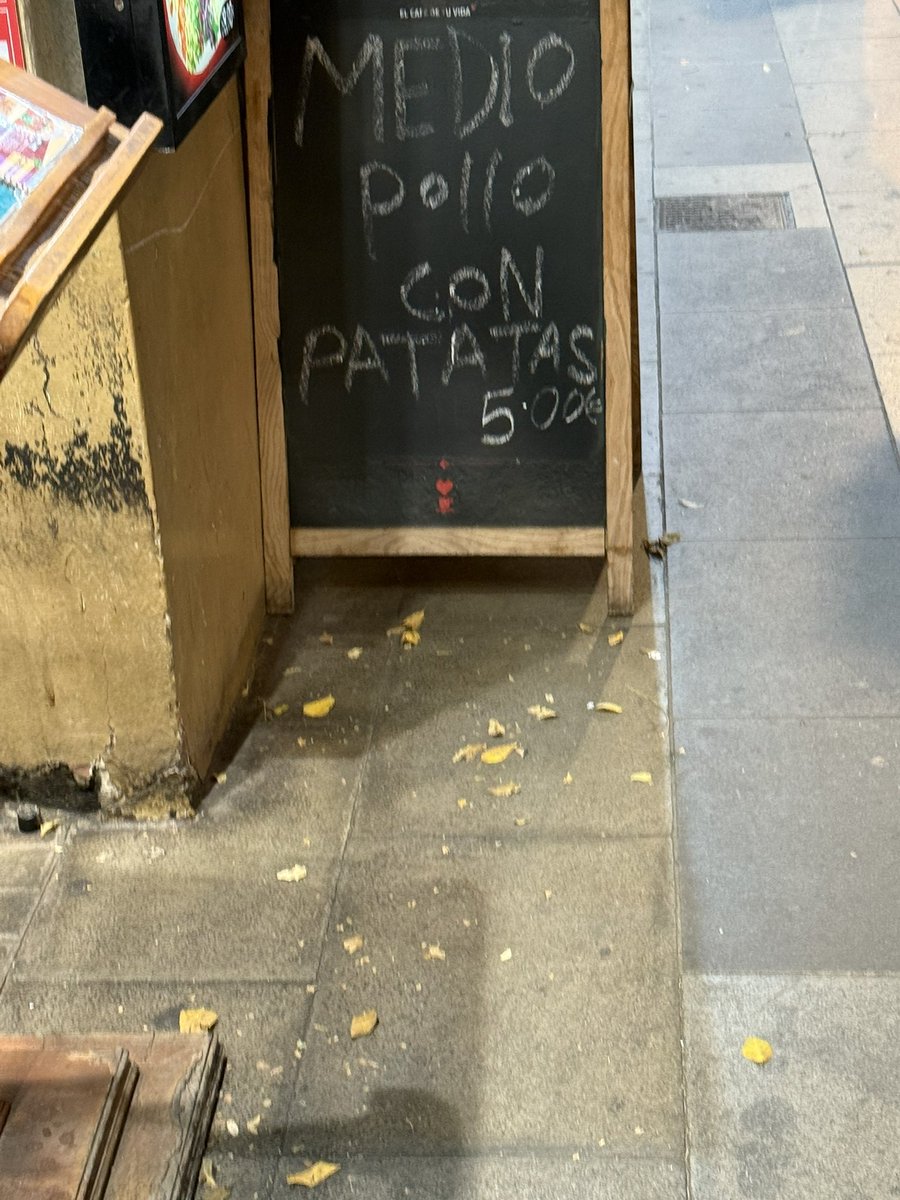 EL CAFÉ DE TU VIDA
MEDIO
pollo
CON
PATATAS
5.00€